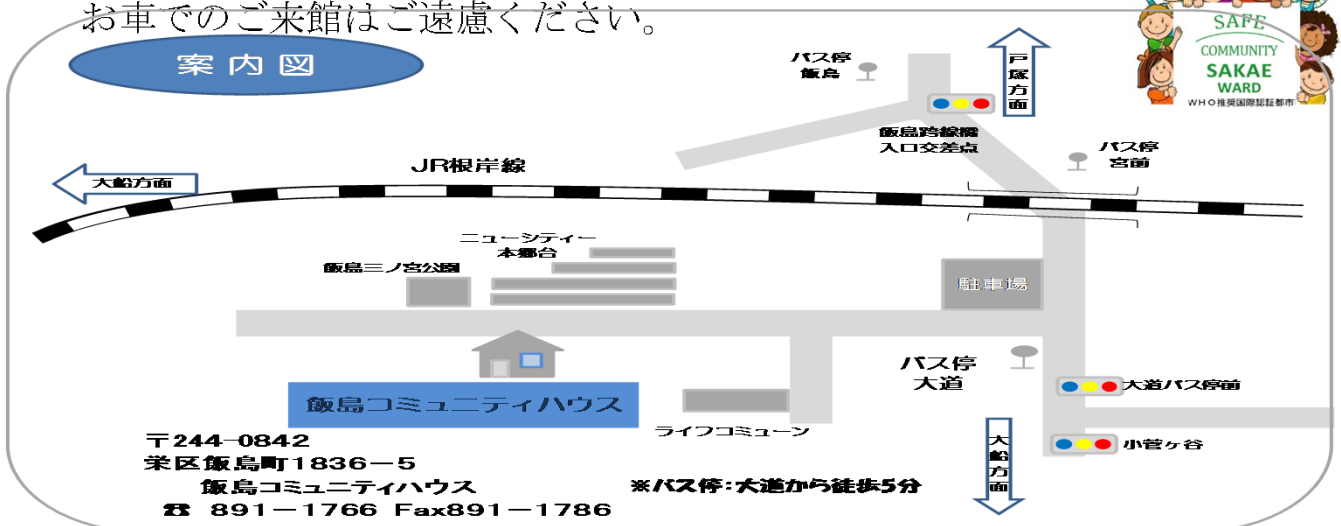 お車でのご来館はご遠慮ください。
案内図
SAFE
COMMUNITY
SAKAE
WARD
WHO推奨国際認証都市
バス停
飯島
戸塚方面
飯島跨線橋
入口交差点
バス停
宮前
JR根岸線
大船方面
ニューシティー
本郷台
飯島三ノ宮公園
駐車場
バス停
大道
大道バス停前
飯島コミュニティハウス
ライフコミューン
大船方面
小菅ヶ谷
〒244-0842
栄区飯島町1836-5
飯島コミュニティハウス
※バス停:大道から徒歩5分
☎ 891-1766 Fax891-1786